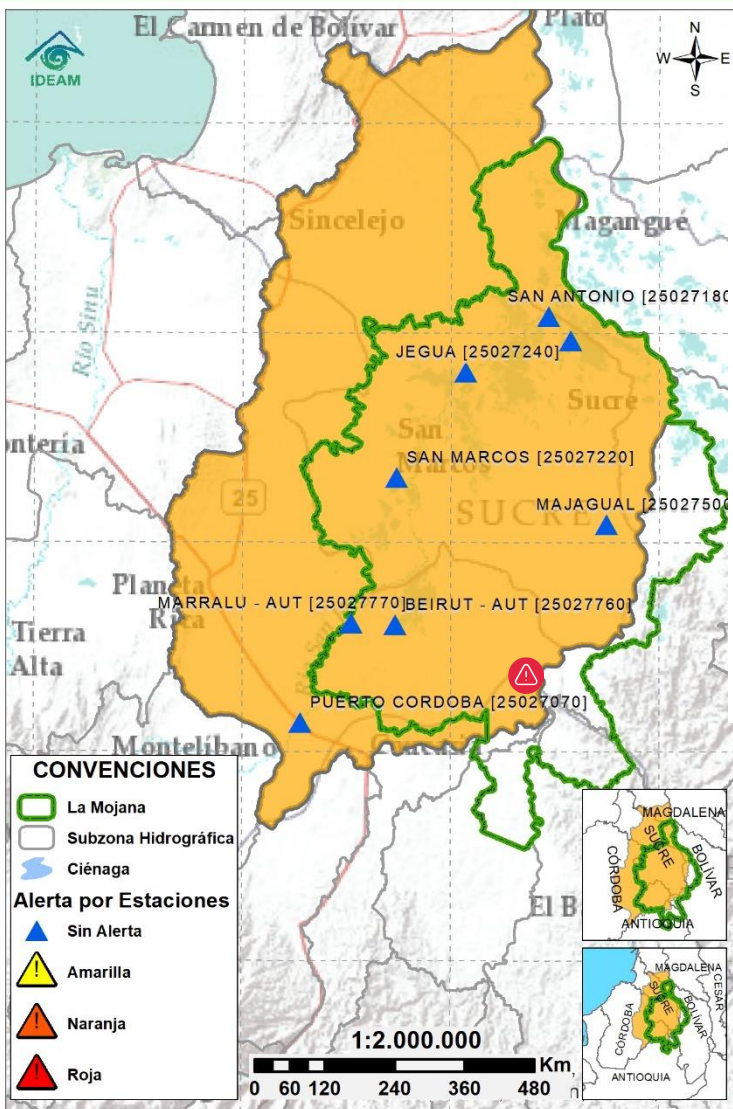 El Carmen de Bolívar
Plato
IDEAM
N
W
E
S
Sincelejo
Magangué
Río Sinu
SAN ANTONIO [25027180
JEGUA [25027240]
Sucre
San
Marcos
ontería
SAN MARCOS [25027220]
25
SUCRE
MAJAGUAL [25027500
Planeta
Rica
MARRALU - AUT [25027770]
BEIRUT - AUT [25027760]
Tierra
Alta
PUERTO CORDOBA [25027070]
Montelíbano
CONVENCIONES
La Mojana
Subzona Hidrográfica
Ciénaga
Alerta por Estaciones
Sin Alerta
Amarilla
Naranja
Roja
El B
1:2.000.000
Km
0 60 120 240 360 480
MAGDALENA
SUCRE
BOLÍVAR
CÓRDOBA
ANTIOQUIA
MAGDALENA
CESAR
SUCRE
BOLÍVAR
CÓRDOBA
ANTIOQUIA